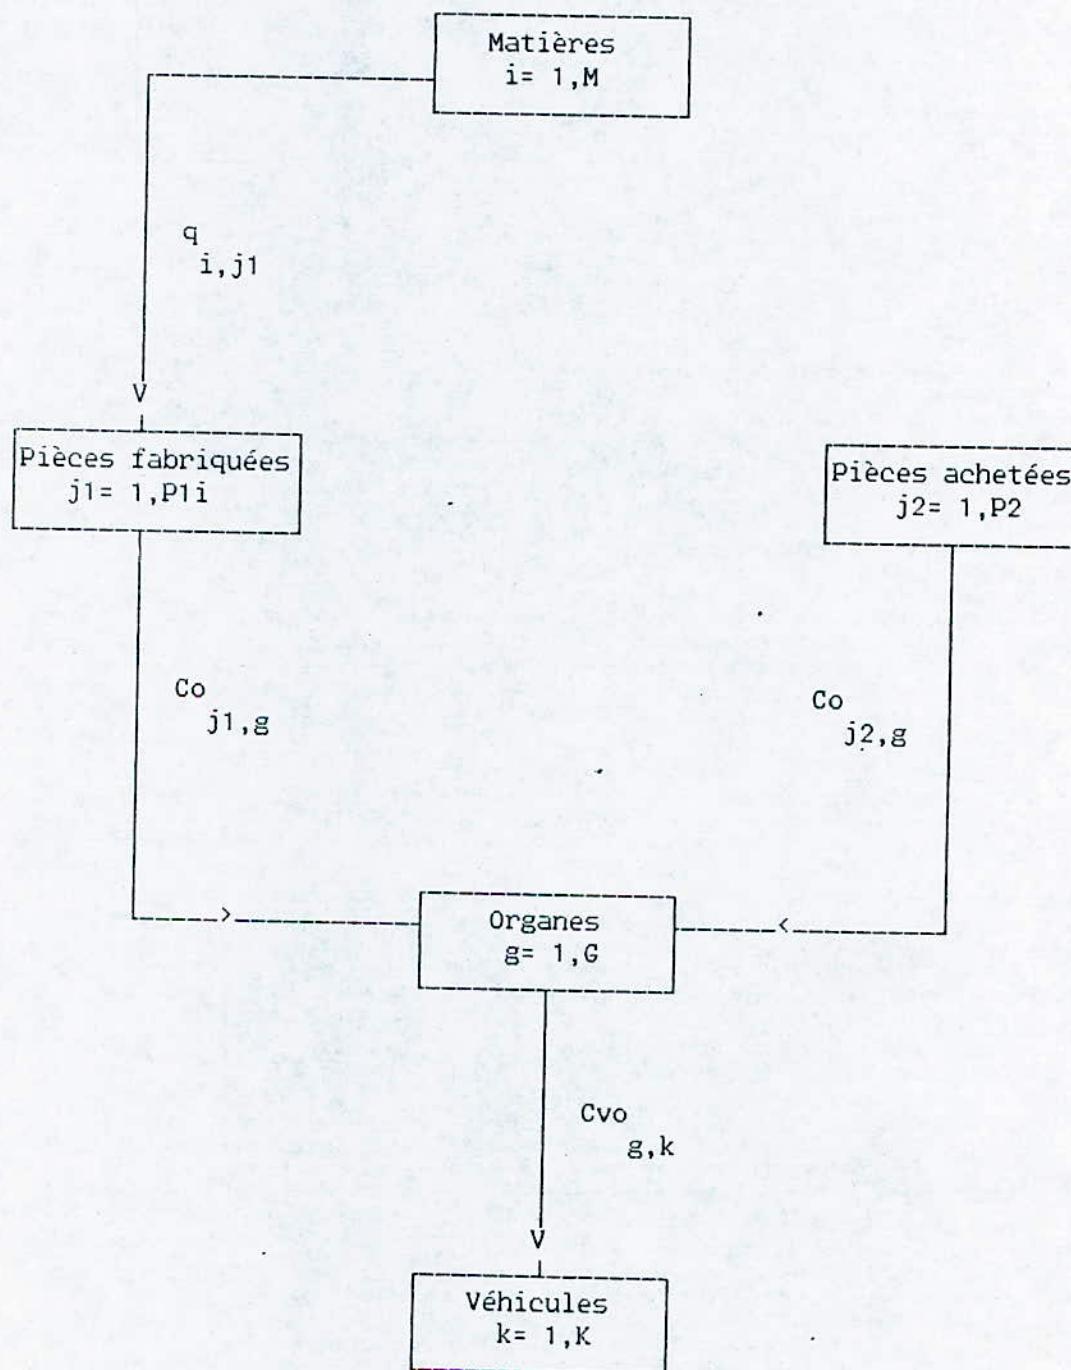 Matières
i= 1,M
q
i,j1
V
Pièces fabriquées
j1= 1,P1i
Pièces achetées
j2= 1,P2
Co
j1,g
Co
j2,g
>
Organes
g= 1,G
<
Cvo
g,k
V
Véhicules
k= 1,K